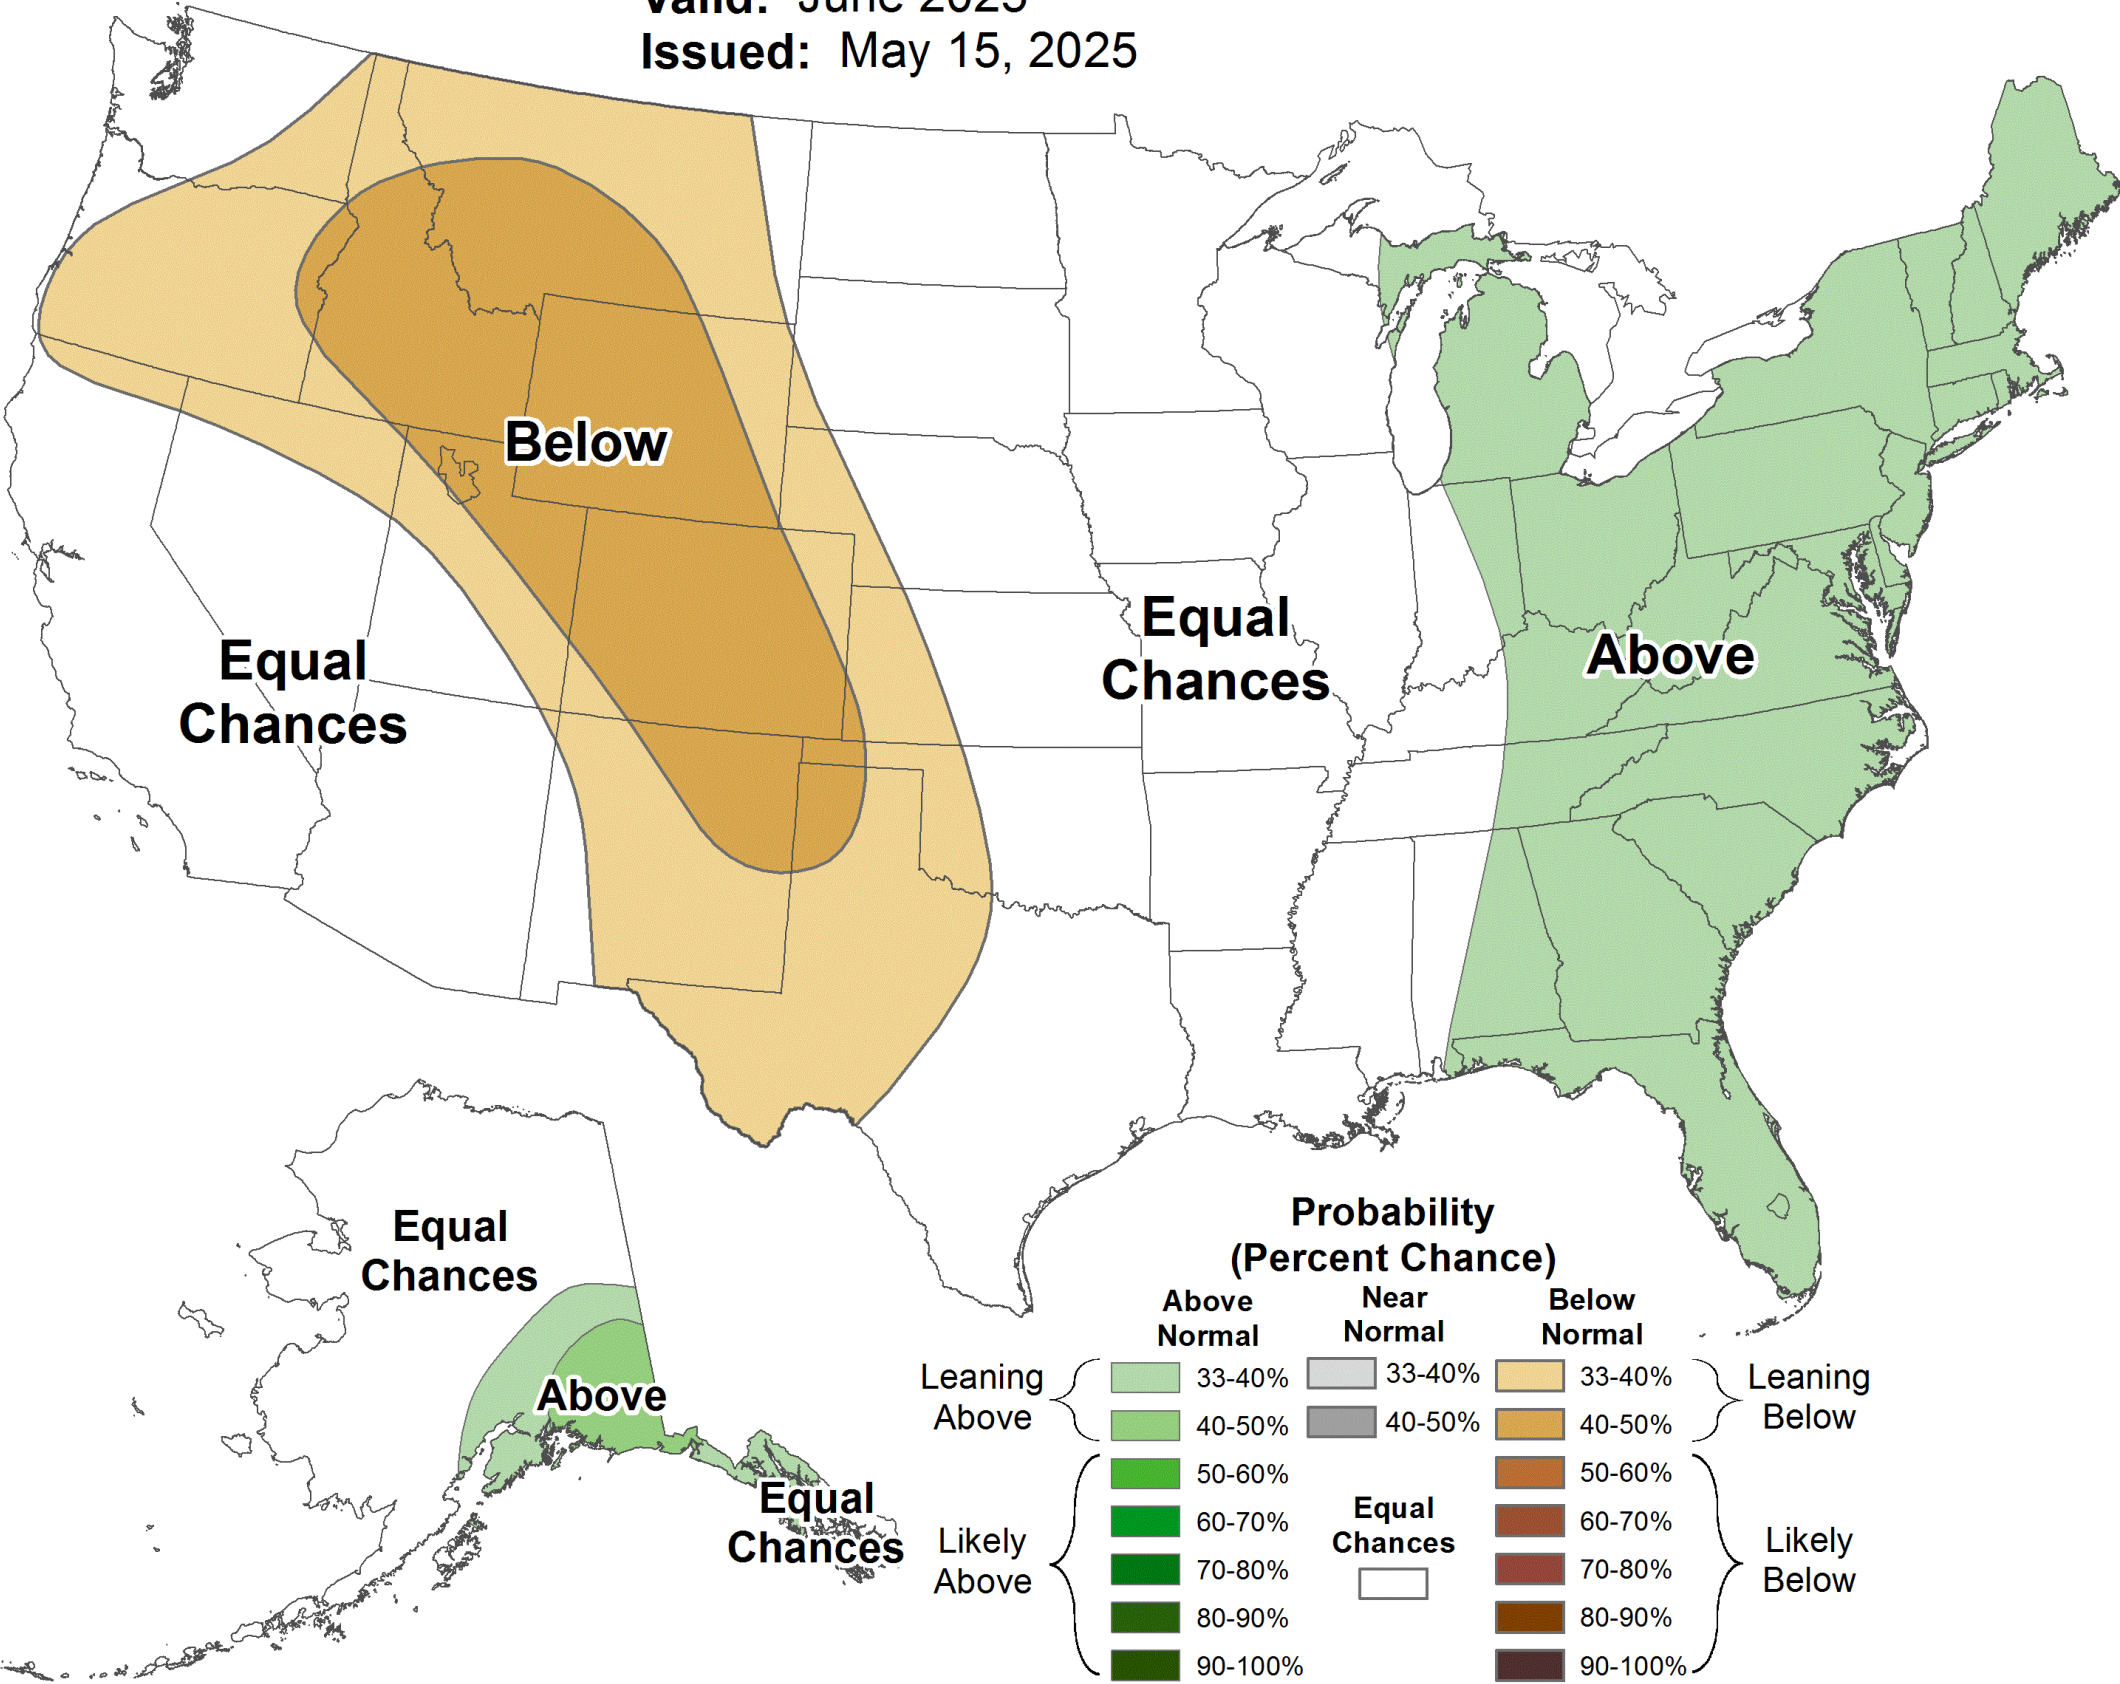 Valid: June 2025
Issued: May 15, 2025
Below
Equal
Chances
Equal
Chances
Above
Equal
Chances
Above
Equal
Chances
Probability
(Percent Chance)
Above
Normal
Near
Normal
Below
Normal
Leaning
Above
33-40%
33-40%
33-40%
Leaning
Below
40-50%
40-50%
40-50%
50-60%
50-60%
60-70%
60-70%
Equal
Chances
Likely
Above
70-80%
70-80%
Likely
Below
80-90%
80-90%
90-100%
90-100%